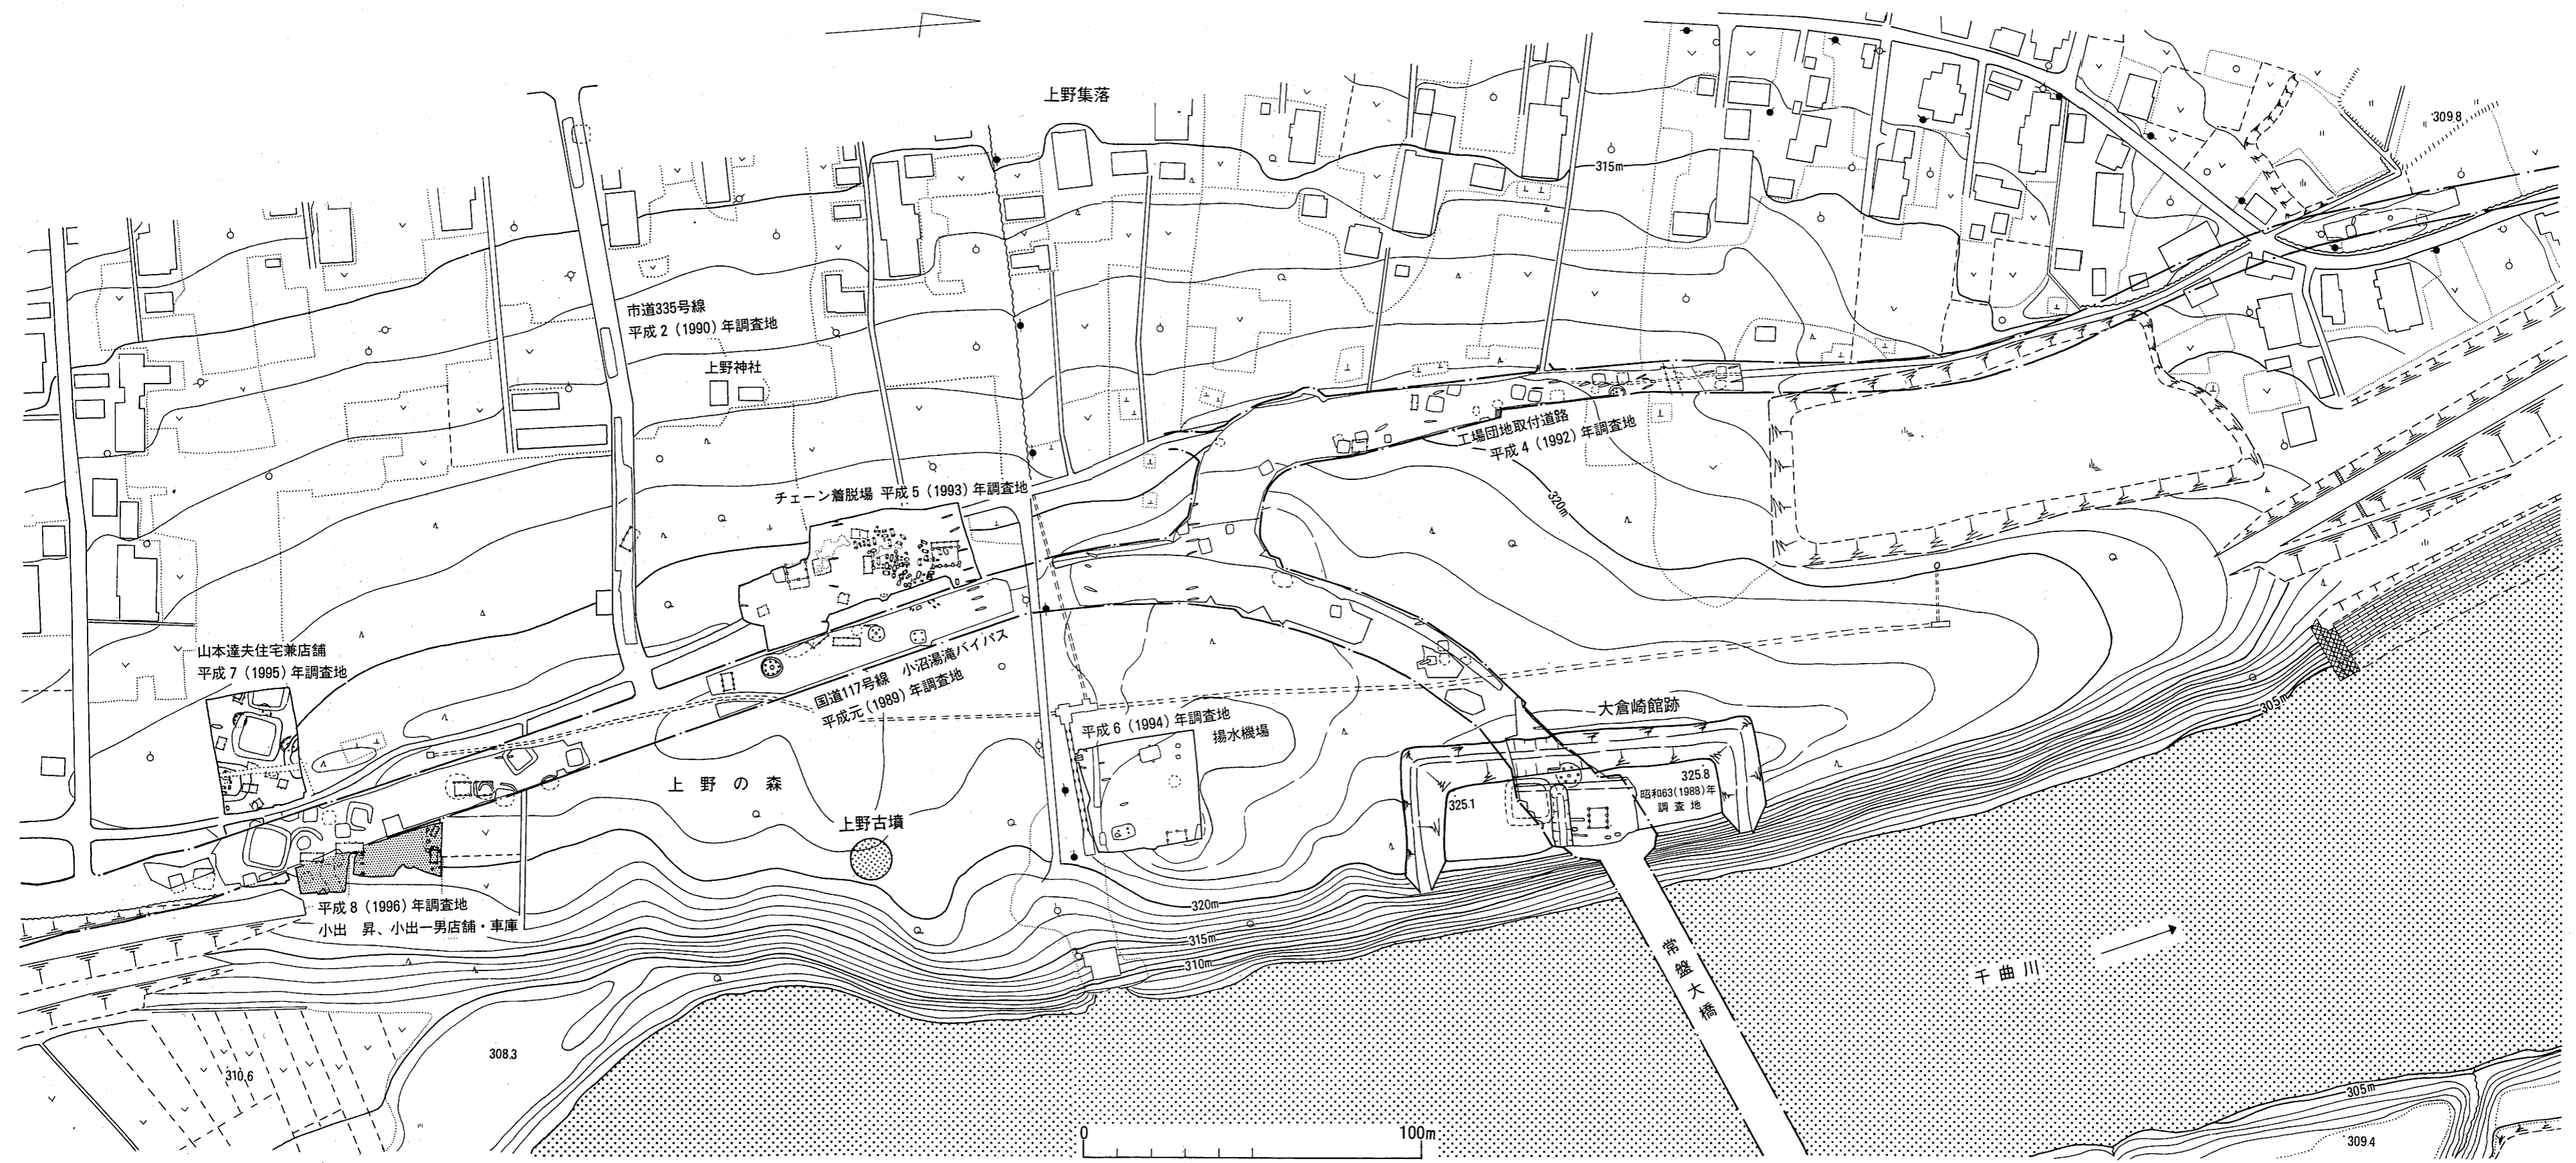 上野集落
309.8
315m
市道335号線
平成2（1990）年調査地
上野神社
工場団地取付道路
平成4（1992）年調査地
チェーン着脱場 平成5（1993）年調査地
320m
山本達夫住宅兼店舗
平成7（1995）年調査地
国道117号線 小沼湯滝バイパス
平成元（1989）年調査地
平成6（1994）年調査地
揚水機場
大倉崎館跡
305m
上野の森
325.8
325.1
昭和63（1988）年
調査地
上野古墳
平成8（1996）年調査地
小出 昇、小出一男店舗・車庫
320m
315m
310m
常盤大橋
千曲川
308.3
310.6
305m
0
100m
309.4